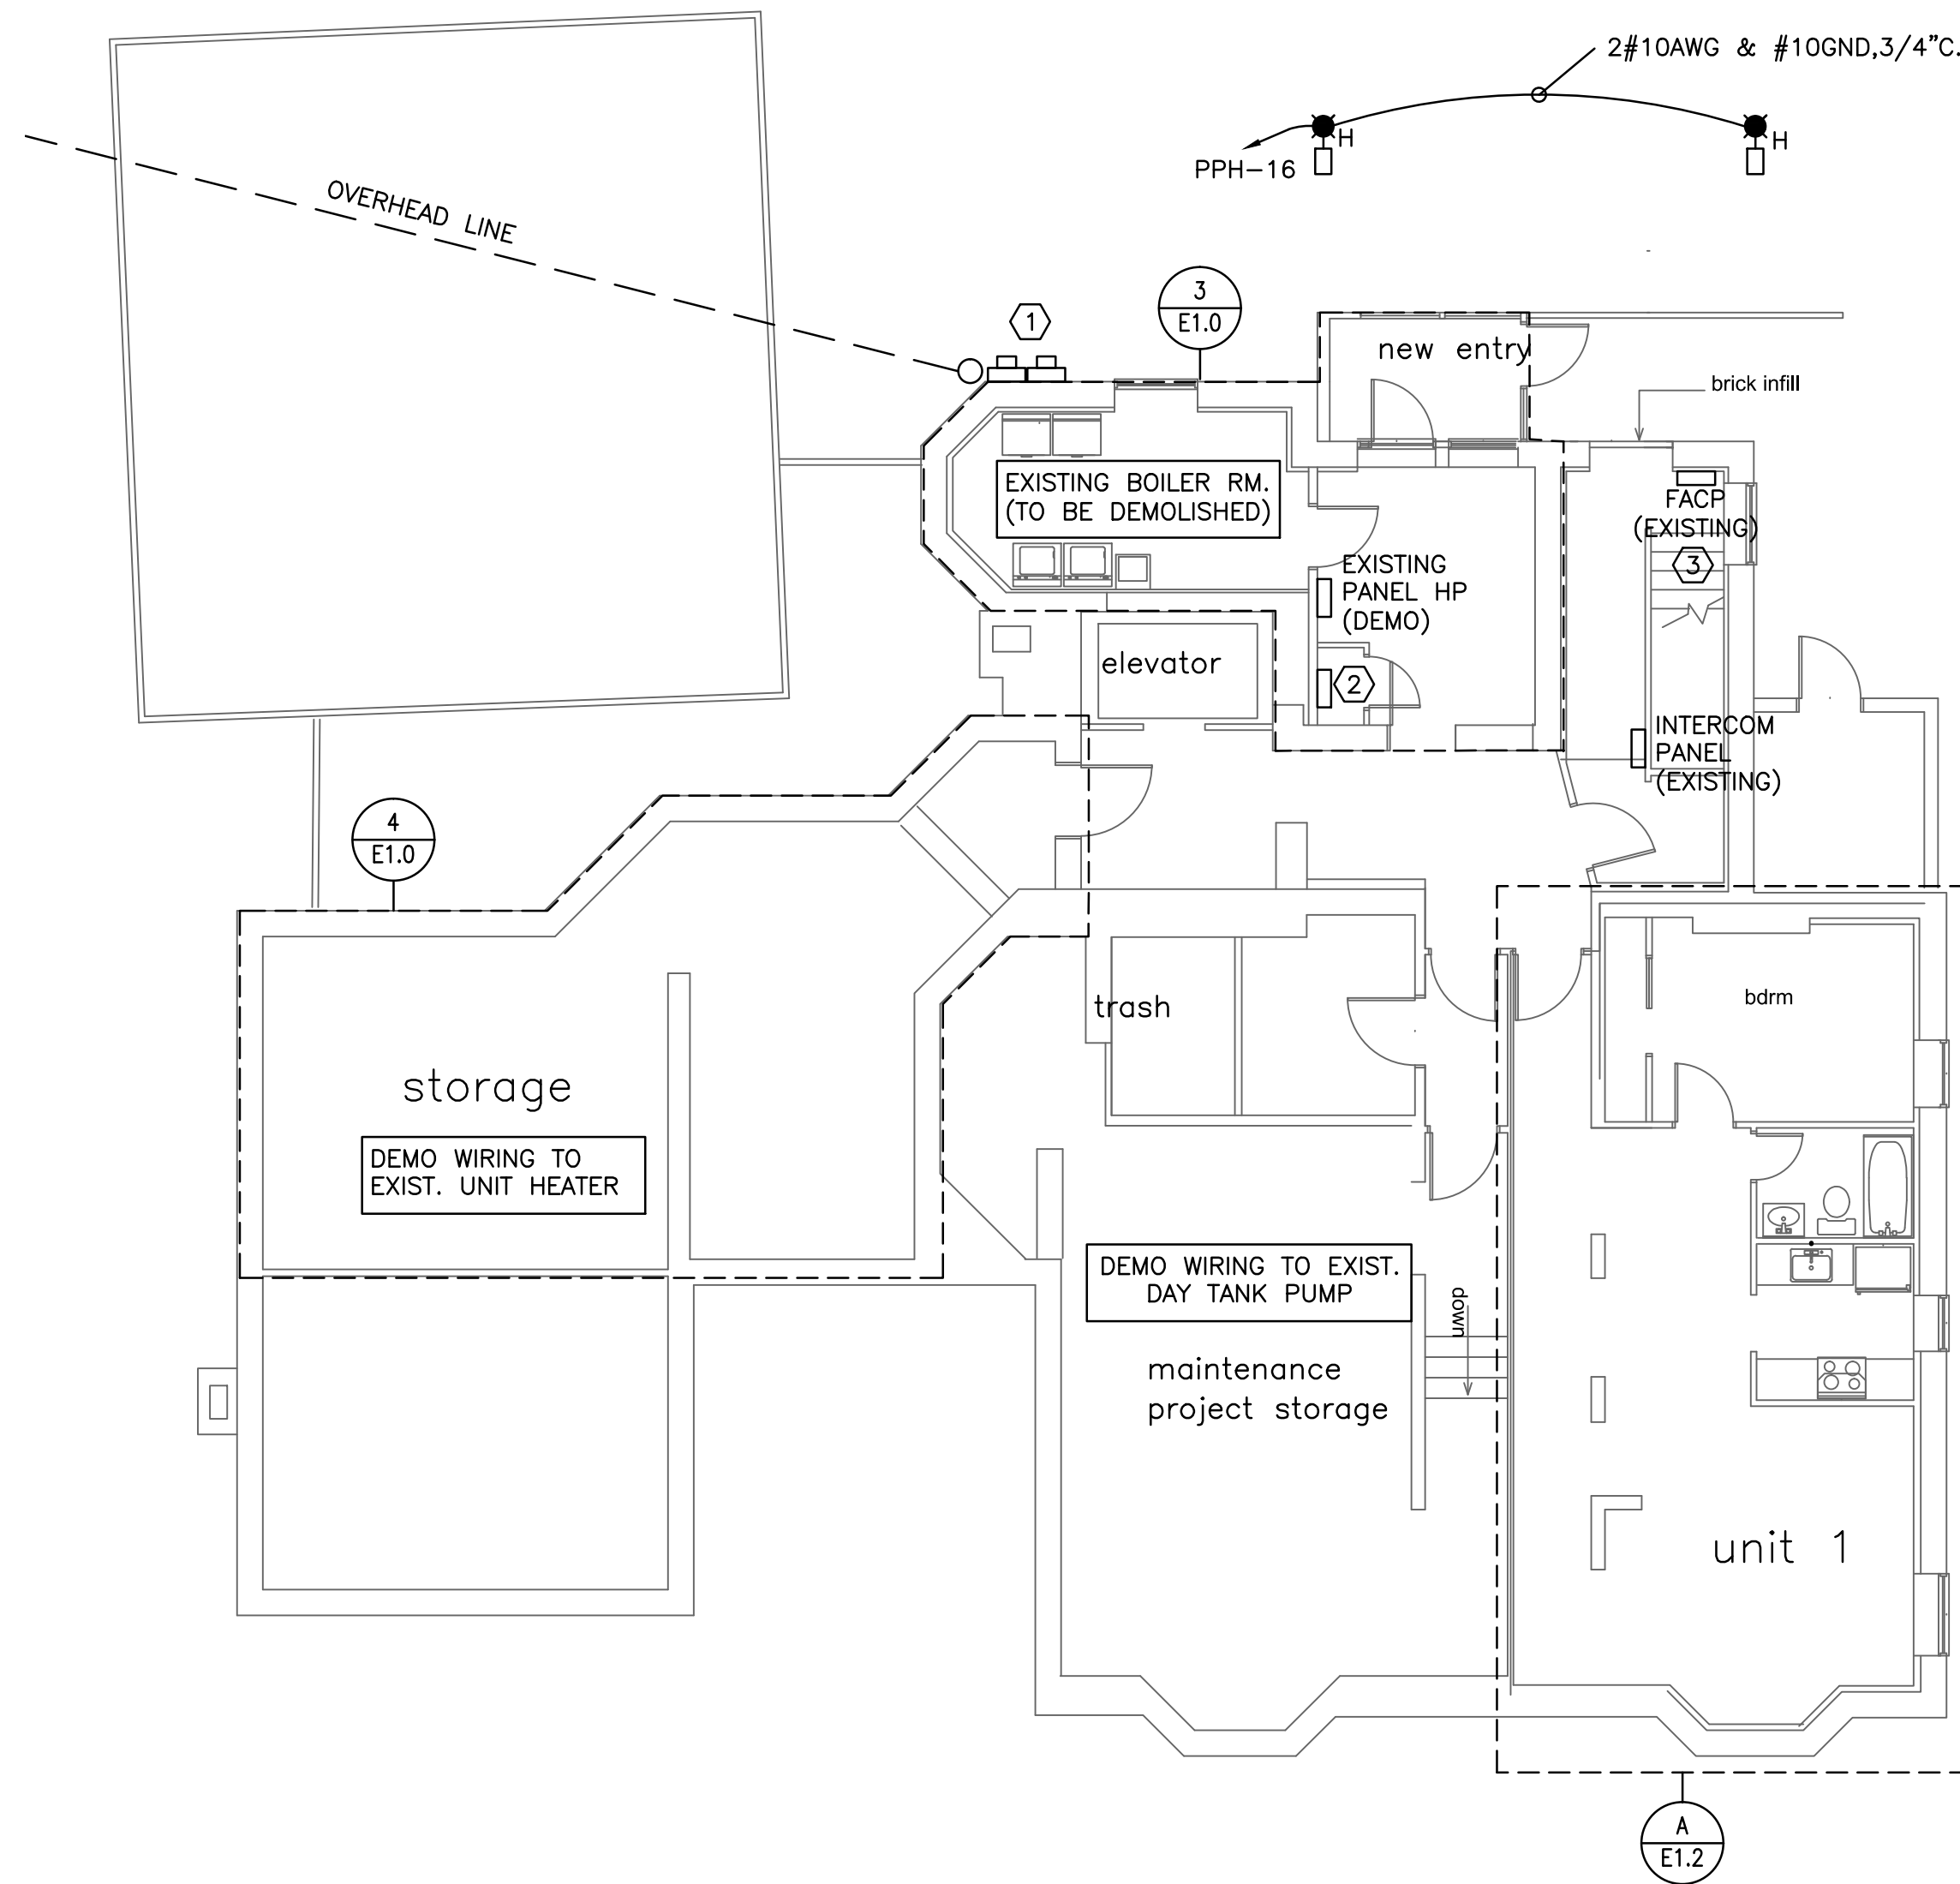 2#10AWG & #10GND,3/4"C.
H
H
PPH-16
OVERHEAD LINE
1
3
E1.0
new entry
brick infill
EXISTING BOILER RM.
(TO BE DEMOLISHED)
FACP
(EXISTING)
3
EXISTING
PANEL HP
(DEMO)
elevator
2
INTERCOM
PANEL
(EXISTING)
4
E1.0
trash
bdrm
storage
DEMO WIRING TO
EXIST. UNIT HEATER
DEMO WIRING TO EXIST.
DAY TANK PUMP
down
maintenance
project storage
unit 1
A
E1.2